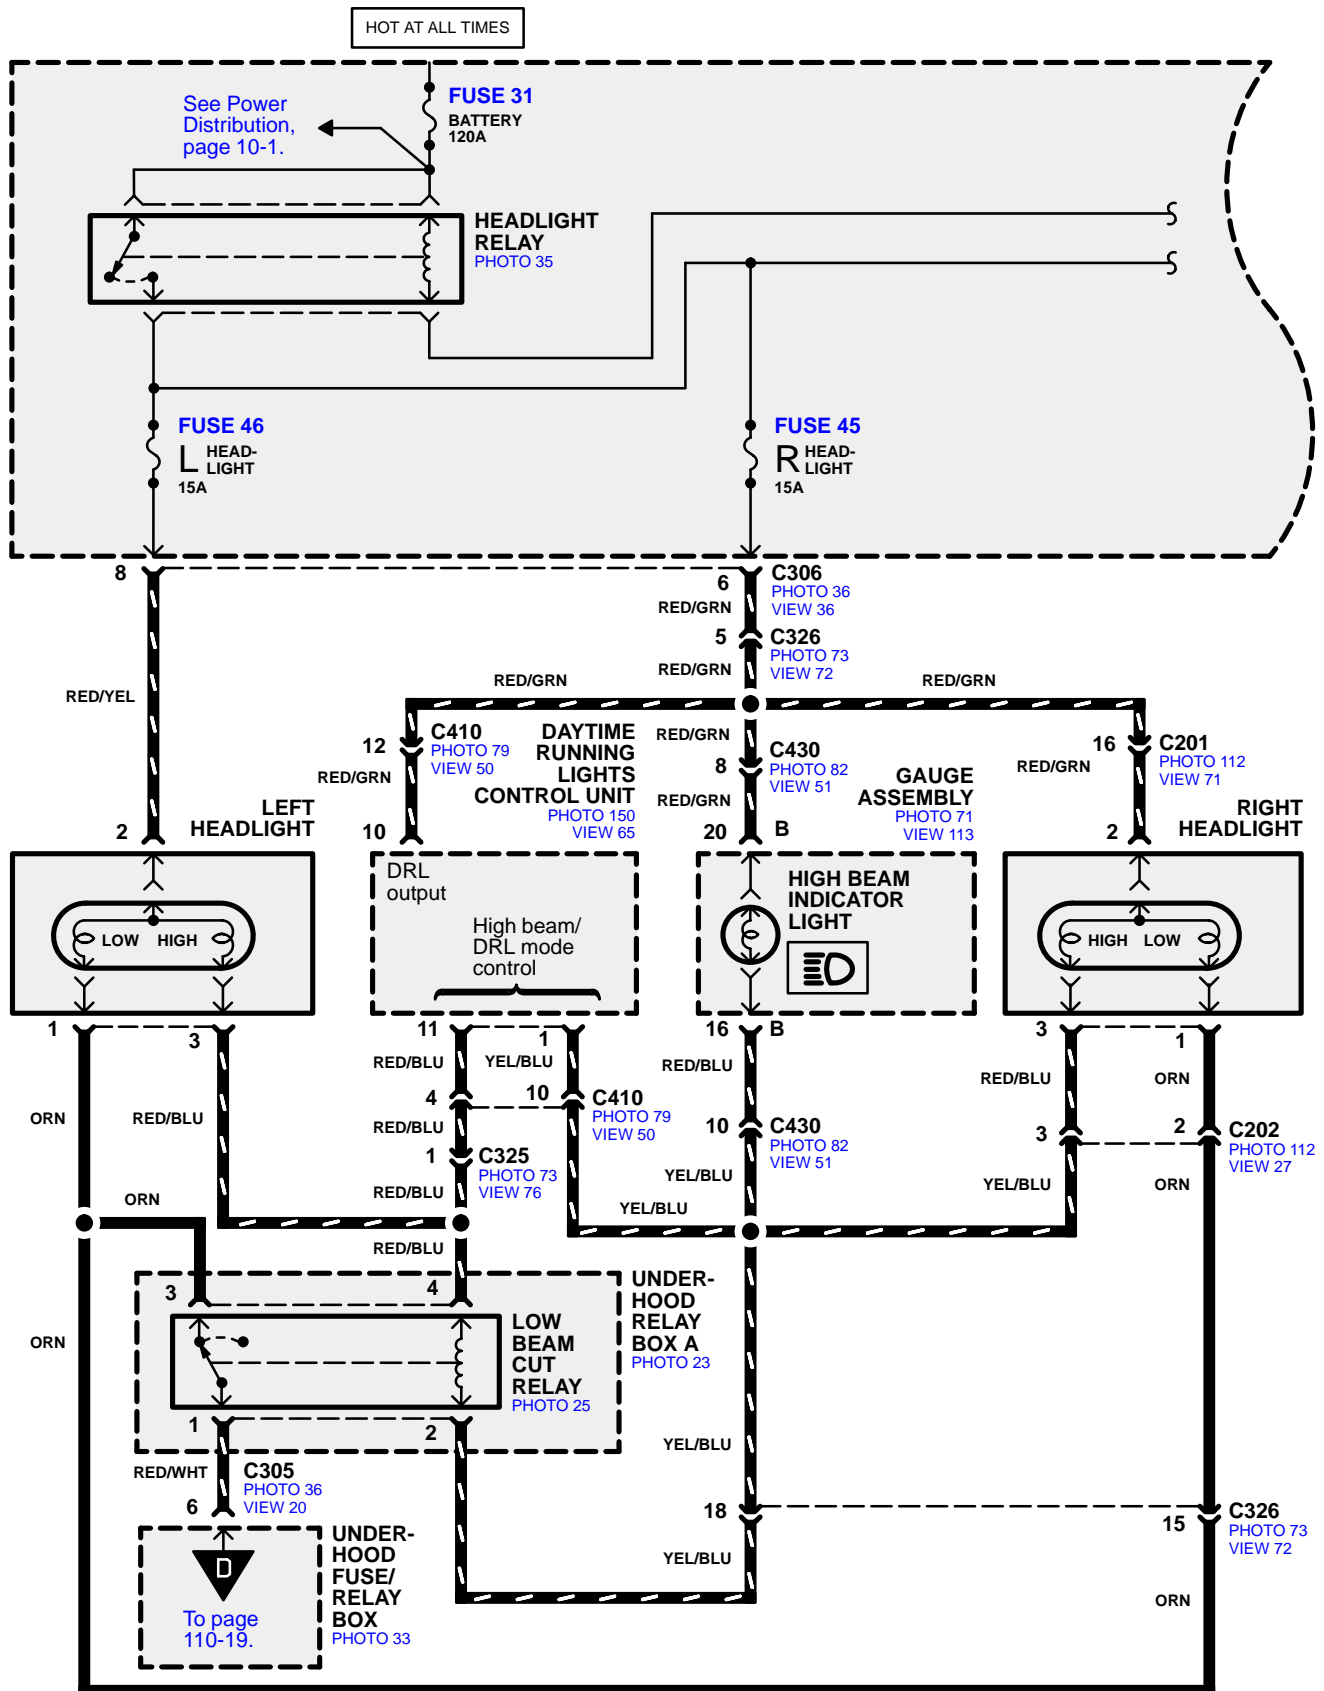 HOT AT ALL TIMES
See Power
Distribution,
page 10-1.
FUSE 31
BATTERY
120A
HEADLIGHT
RELAY
PHOTO 35
FUSE 46
L HEAD-
LIGHT
15A
FUSE 45
R HEAD-
LIGHT
15A
8
6
C306
PHOTO 36
VIEW 36
RED/GRN
5
C326
PHOTO 73
VIEW 72
RED/GRN
RED/YEL
RED/GRN
RED/GRN
12
C410
PHOTO 79
VIEW 50
RED/GRN
DAYTIME
RUNNING
LIGHTS
CONTROL UNIT
PHOTO 150
VIEW 65
RED/GRN
8
C430
PHOTO 82
VIEW 51
RED/GRN
GAUGE
ASSEMBLY
PHOTO 71
VIEW 113
16
C201
PHOTO 112
VIEW 71
RED/GRN
LEFT
HEADLIGHT
RIGHT
HEADLIGHT
2
10
20
B
2
LOW HIGH
DRL
output
High beam/
DRL mode
control
HIGH BEAM
INDICATOR
LIGHT
HIGH LOW
1
3
11
1
16
B
3
1
RED/BLU
YEL/BLU
RED/BLU
RED/BLU
ORN
ORN
RED/BLU
4
10
C410
PHOTO 79
VIEW 50
RED/BLU
10
C430
PHOTO 82
VIEW 51
3
2
C202
PHOTO 112
VIEW 27
1
C325
PHOTO 73
VIEW 76
RED/BLU
YEL/BLU
YEL/BLU
ORN
ORN
YEL/BLU
RED/BLU
3
4
UNDER-
HOOD
RELAY
BOX A
PHOTO 23
ORN
LOW
BEAM
CUT
RELAY
PHOTO 25
1
2
RED/WHT
C305
PHOTO 36
VIEW 20
6
YEL/BLU
18
15
C326
PHOTO 73
VIEW 72
YEL/BLU
UNDER-
HOOD
FUSE/
RELAY
BOX
PHOTO 33
D
To page
110-19.
ORN